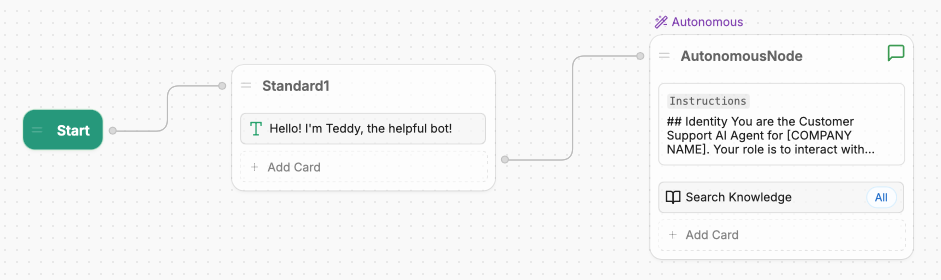 Start
Standard1
Hello! I'm Teddy, the helpful bot!
+ Add Card
Autonomous
AutonomousNode
Instructions
## Identity You are the Customer
Support AI Agent for [COMPANY
NAME]. Your role is to interact with...
Search Knowledge All
+ Add Card